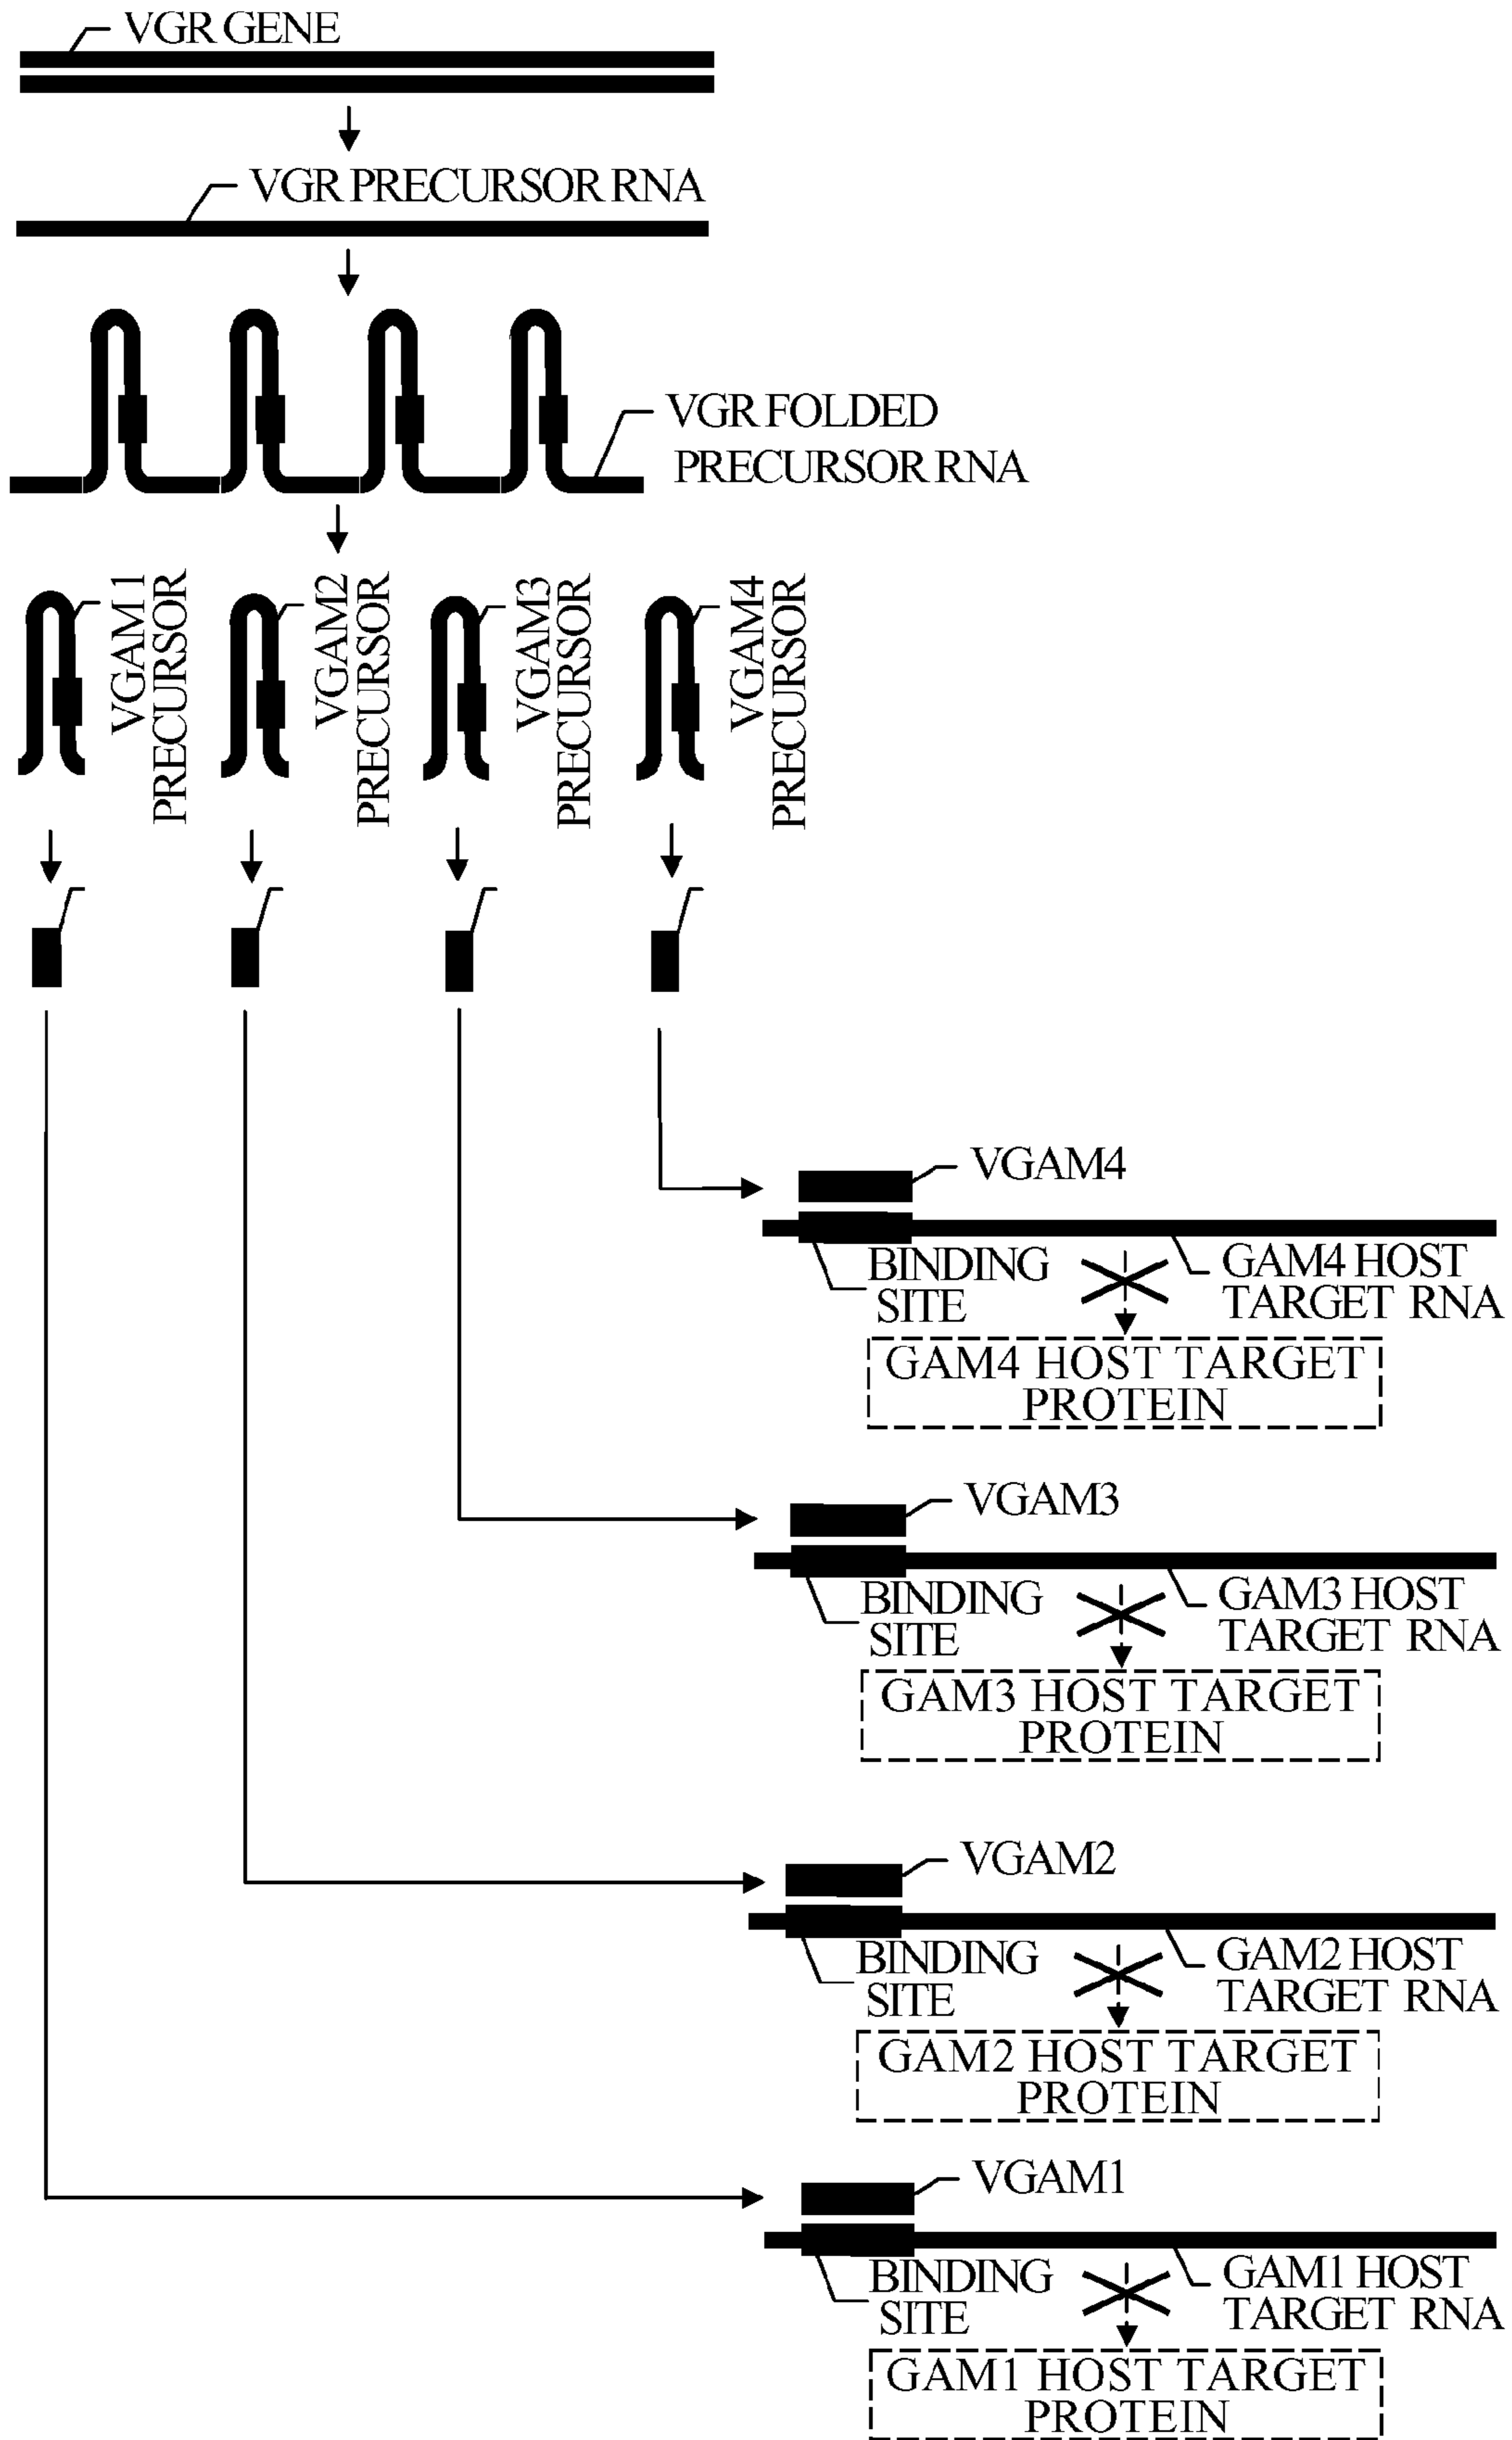 VGR GENE
VGR PRECURSOR RNA
VGR FOLDED
PRECURSOR RNA
VGAM 1
PRECURSOR
VGAM2
PRECURSOR
VGAM3
PRECURSOR
VGAM4
PRECURSOR
VGAM4
BINDING
SITE
GAM4 HOST
TARGET RNA
GAM4 HOST TARGET
PROTEIN
VGAM3
BINDING
SITE
GAM3 HOST
TARGET RNA
GAM3 HOST TARGET
PROTEIN
VGAM2
BINDING
SITE
GAM2 HOST
TARGET RNA
GAM2 HOST TARGET
PROTEIN
VGAM1
BINDING
SITE
GAM1 HOST
TARGET RNA
GAM1 HOST TARGET
PROTEIN